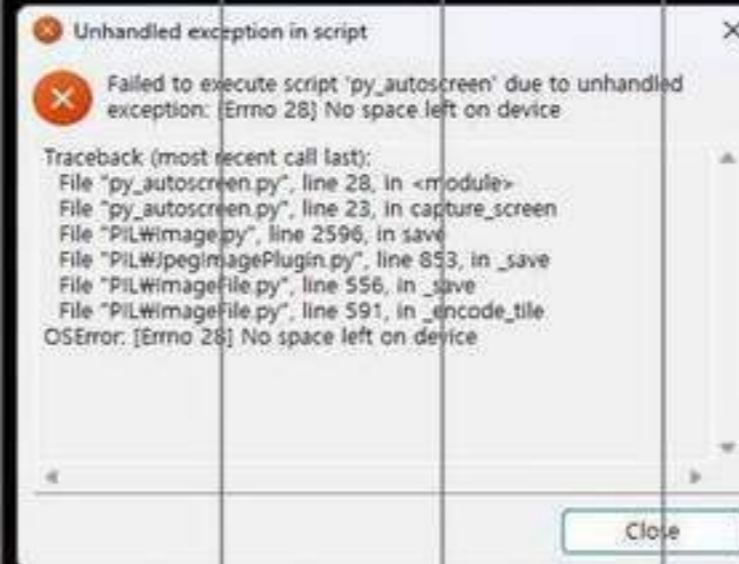 Unhandled exception in script
Failed to execute script 'py_autoscreen' due to unhandled
exception: [Errno 28] No space left on device
Traceback (most recent call last):
File "py_autoscreen.py", line 28, in <module>
File "py_autoscreen.py", line 23, in capture_screen
File "PIL₩Image.py", line 2596, in save
File "PIL₩JpegImagePlugin.py", line 853, in _save
File "PIL₩ImageFile.py", line 556, in _save
File "PIL₩ImageFile.py", line 591, in _encode_tile
OSError: [Errno 28] No space left on device
Close